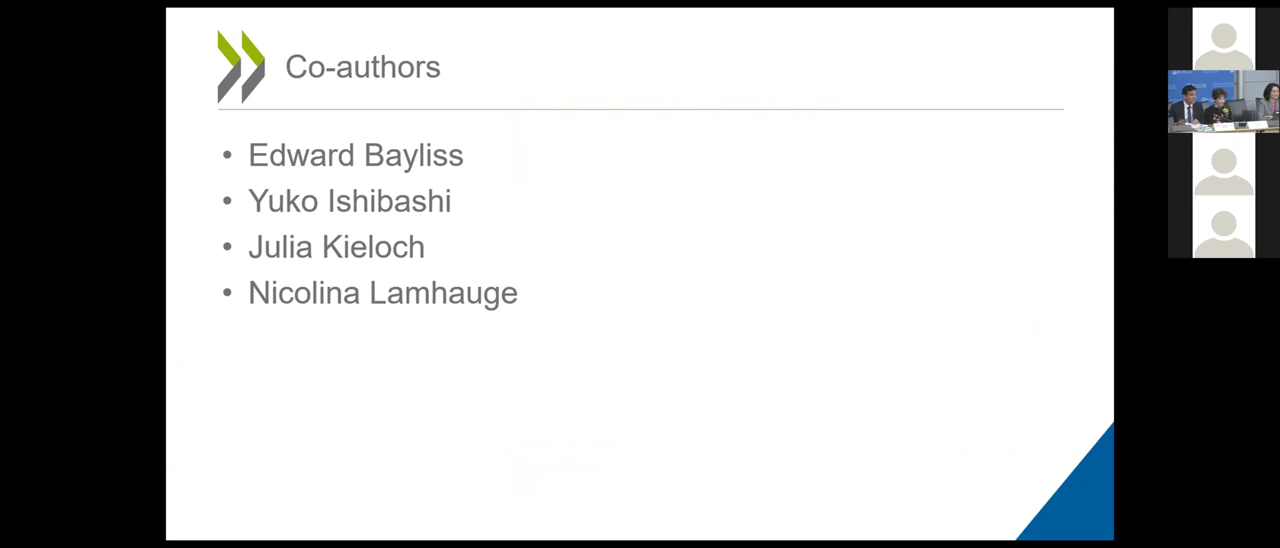 Co-authors
• Edward Bayliss
• Yuko Ishibashi
• Julia Kieloch
• Nicolina Lamhauge